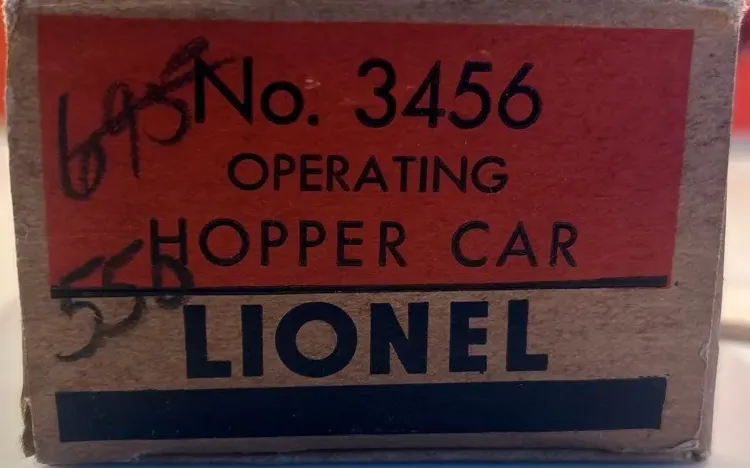 695
No. 3456
OPERATING
HOPPER CAR
550
LIONEL